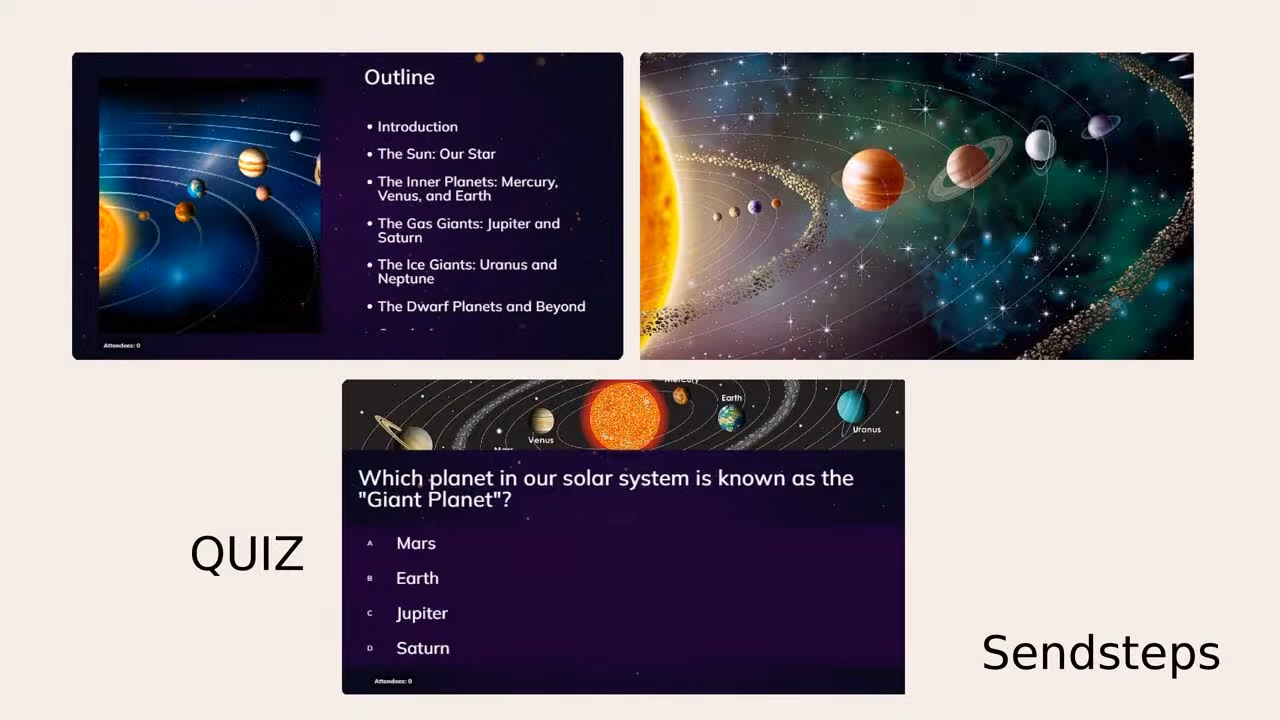 Outline
• Introduction
• The Sun: Our Star
• The Inner Planets: Mercury,
Venus, and Earth
• The Gas Giants: Jupiter and
Saturn
• The Ice Giants: Uranus and
Neptune
• The Dwarf Planets and Beyond
Attendees: 0
Mercury
Earth
Venus
Uranus
Mars
Which planet in our solar system is known as the
"Giant Planet"?
A Mars
B Earth
C Jupiter
D Saturn
Attendees: 0
QUIZ
Sendsteps